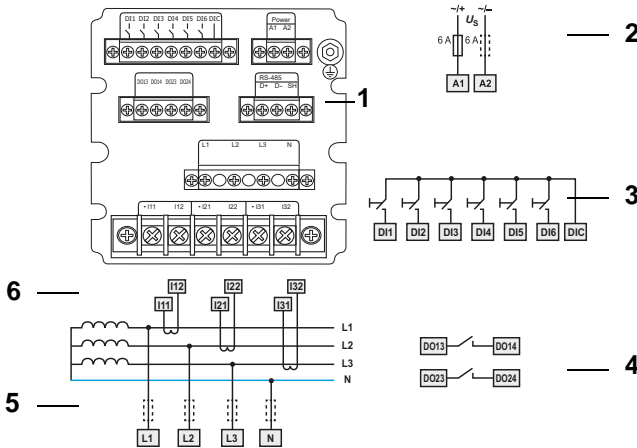 DI1 DI2 DI3 DI4 DI5 DI6 DIC
Power
A1 A2
DO13 DO14 DO23 DO24
RS-485
D+ D– SH
L1 L2 L3 N
• I11 I12 • I21 I22 • I31 I32
1
~/+ ~/–
US
6 A 6 A
A1 A2
2
3
DI1 DI2 DI3 DI4 DI5 DI6 DIC
6
I12 I22 I32
I11 I21 I31
L1
L2
L3
N
5
L1 L2 L3 N
DO13 DO14
DO23 DO24
4